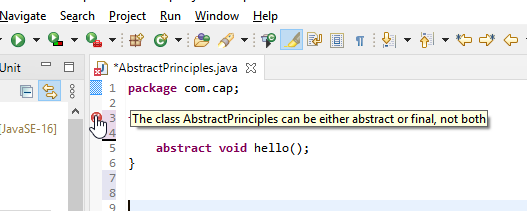 Search Project Run Window Help
Unit
*AbstractPrinciples.java
1 package com.cap;
2
3 The class AbstractPrinciples can be either abstract or final, not both
4
[JavaSE-16]
5 abstract void hello();
6 }
7
8
9